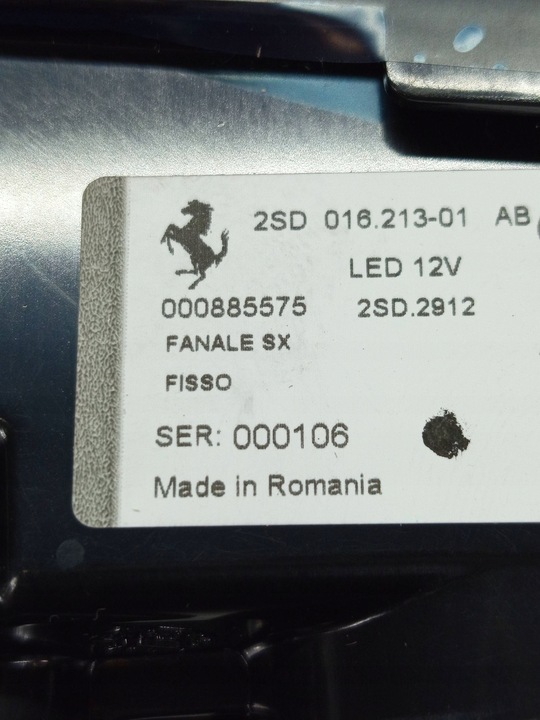 2SD 016.213-01 AB
LED 12V
000885575 2SD.2912
FANALE SX
FISSO
SER: 000106
Made in Romania